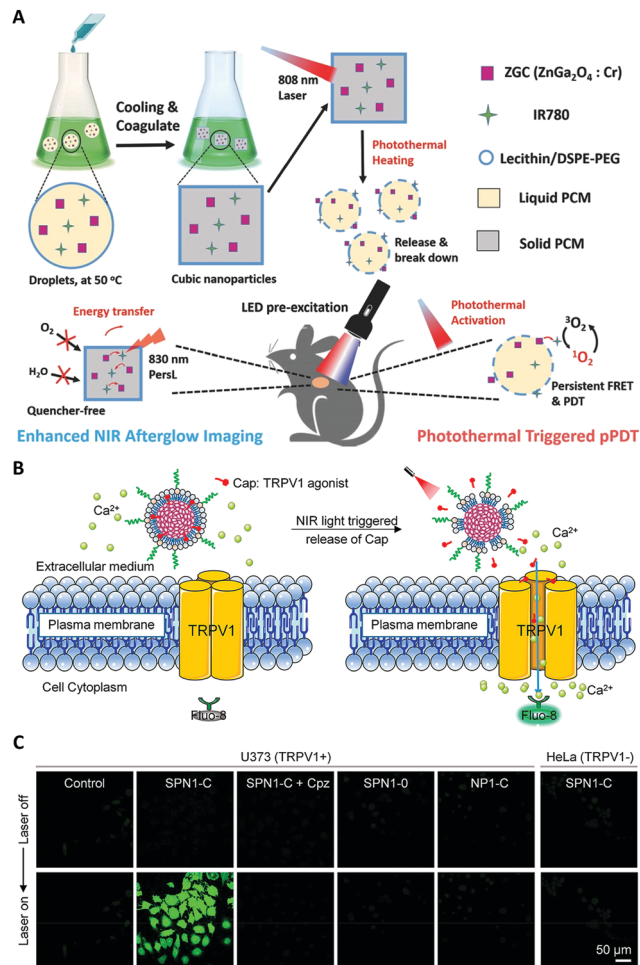 A
Cooling &
Coagulate
808 nm
Laser
Photothermal
Heating
Release &
break down
Droplets, at 50 °C
Cubic nanoparticles
ZGC (ZnGa₂O₄ : Cr)
IR780
Lecithin/DSPE-PEG
Liquid PCM
Solid PCM
LED pre-excitation
Energy transfer
O₂
H₂O
830 nm
PersL
Quencher-free
Photothermal
Activation
³O₂
¹O₂
Persistent FRET
& PDT
Enhanced NIR Afterglow Imaging
Photothermal Triggered pPDT
B
Ca²⁺
Cap: TRPV1 agonist
NIR light triggered
release of Cap
Ca²⁺
Extracellular medium
Plasma membrane
TRPV1
Cell Cytoplasm
Fluo-8
Plasma membrane
TRPV1
Ca²⁺
Fluo-8
C
U373 (TRPV1+)
HeLa (TRPV1-)
Control
SPN1-C
SPN1-C + Cpz
SPN1-0
NP1-C
SPN1-C
Laser off
Laser on
50 μm